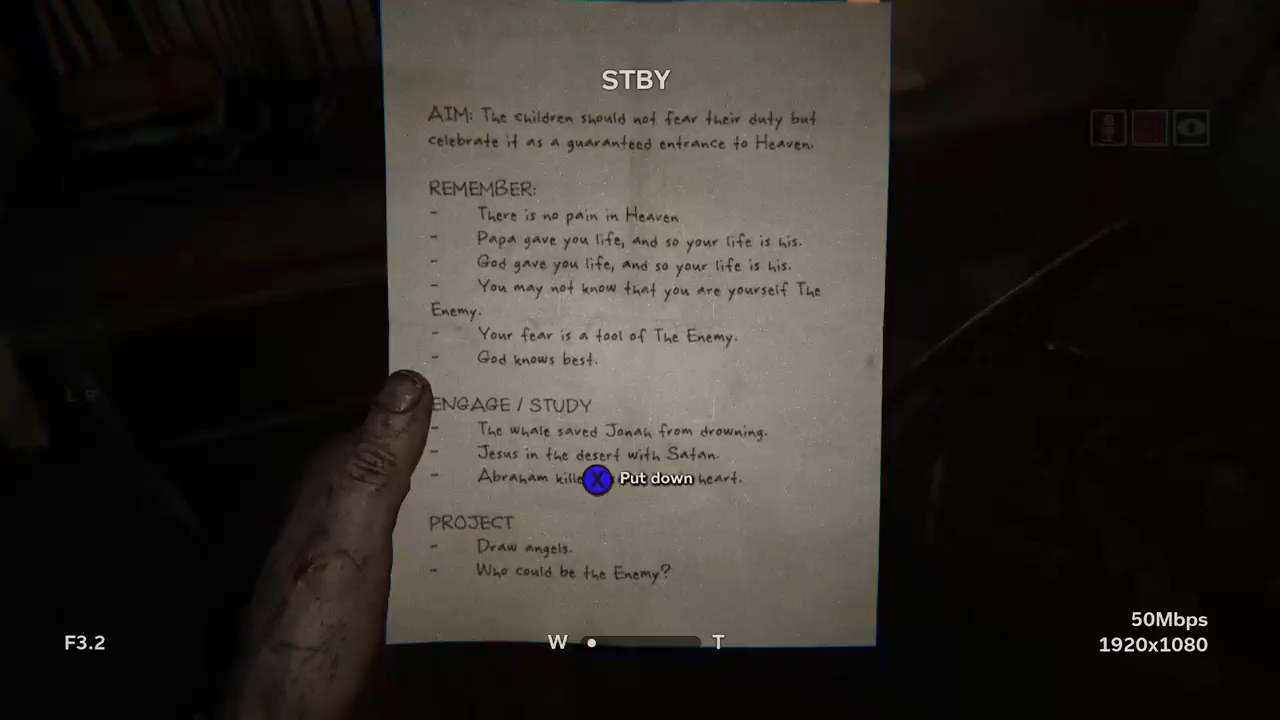 STBY
AIM: The children should not fear their duty but
celebrate it as a guaranteed entrance to Heaven.
REMEMBER:
- There is no pain in Heaven
- Papa gave you life, and so your life is his.
- God gave you life, and so your life is his.
- You may not know that you are yourself The
Enemy.
- Your fear is a tool of The Enemy.
- God knows best.
ENGAGE / STUDY
- The whale saved Jonah from drowning.
- Jesus in the desert with Satan.
- Abraham heart.
X Put down
PROJECT
- Draw angels.
- Who could be the Enemy?
F3.2
W T
50Mbps
1920x1080